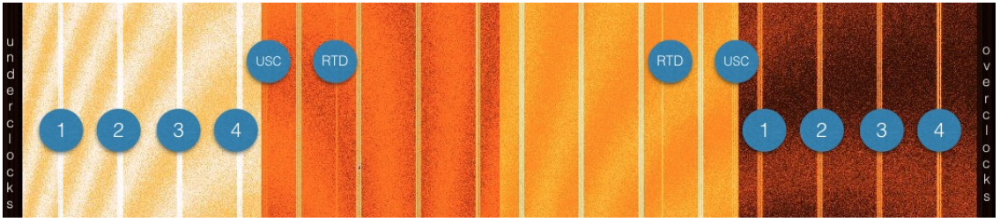 underclocks
USC RTD RTD USC
overclocks
1 2 3 4 1 2 3 4